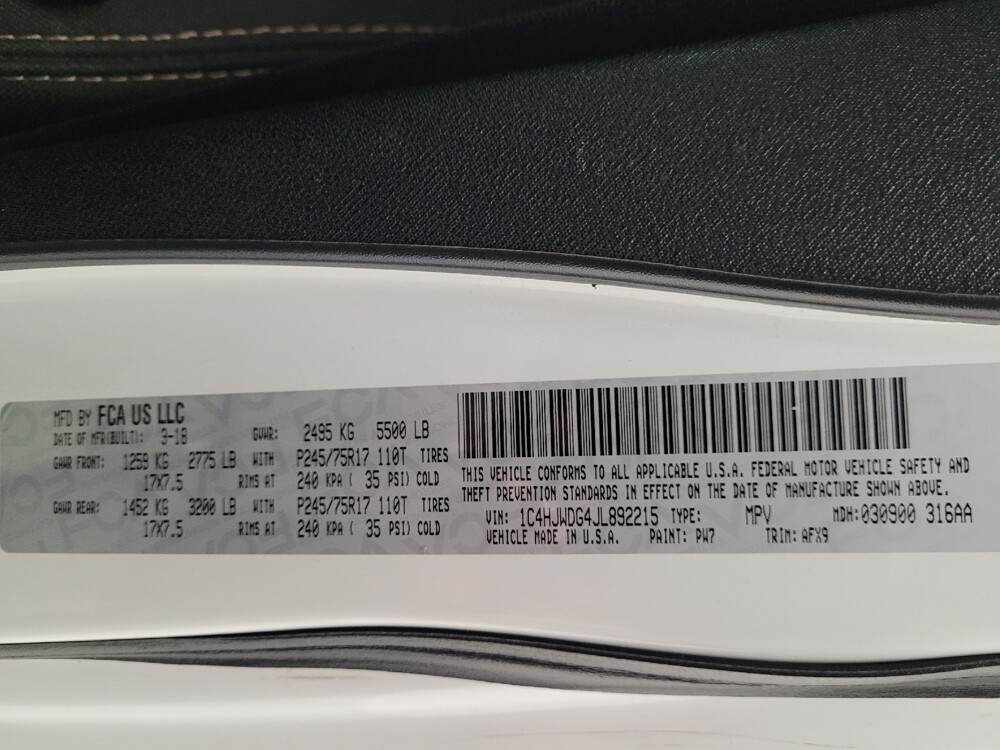 MFD BY FCA US LLC
DATE OF MFR(BUILT): 3-18 GVWR: 2495 KG 5500 LB
GAWR FRONT: 1259 KG 2775 LB WITH P245/75R17 110T TIRES
17X7.5 RIMS AT 240 KPA ( 35 PSI) COLD
GAWR REAR: 1452 KG 3200 LB WITH P245/75R17 110T TIRES
17X7.5 RIMS AT 240 KPA ( 35 PSI) COLD
THIS VEHICLE CONFORMS TO ALL APPLICABLE U.S.A. FEDERAL MOTOR VEHICLE SAFETY AND
THEFT PREVENTION STANDARDS IN EFFECT ON THE DATE OF MANUFACTURE SHOWN ABOVE.
VIN: 1C4HJWDG4JL892215 TYPE: MPV MDH:030900 316AA
VEHICLE MADE IN U.S.A. PAINT: PW7 TRIM: AFX9